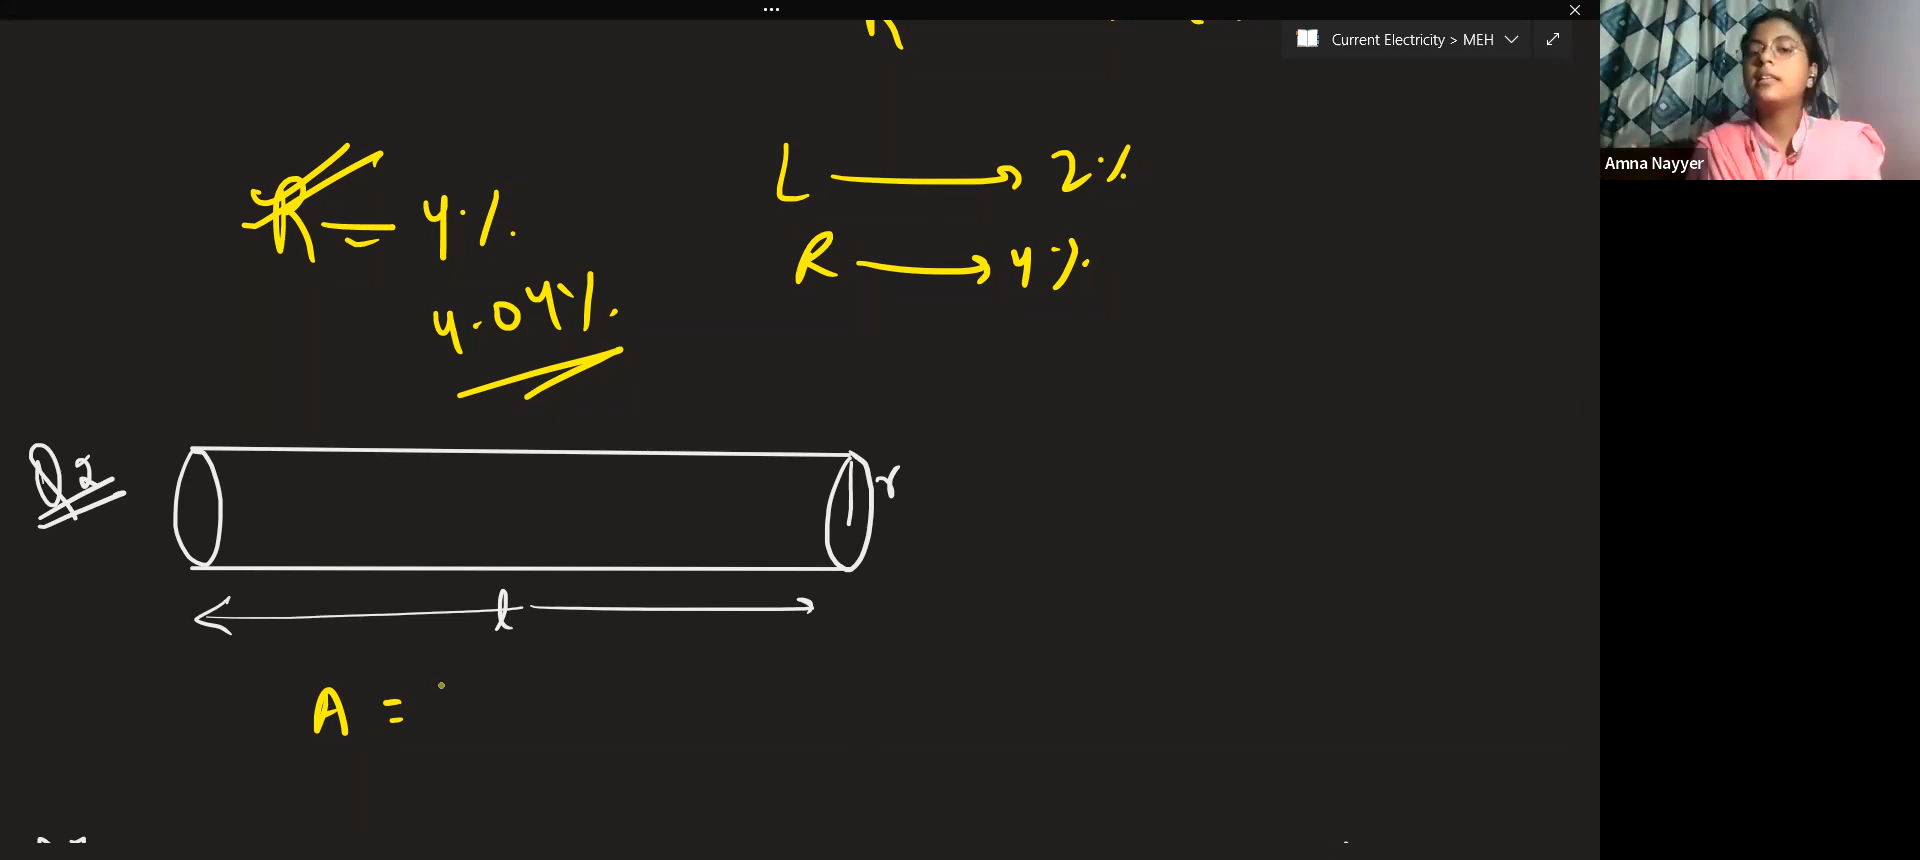 Current Electricity > MEH
L → 2%
R = 4%
R → 4%
4.04%
Q2
r
l
A =
Amna Nayyer